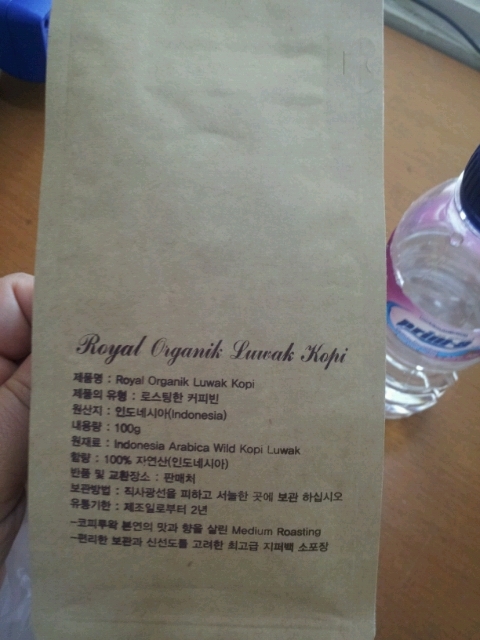 Royal Organik Luwak Kopi
제품명 : Royal Organik Luwak Kopi
제품의 유형 : 로스팅한 커피빈
원산지 : 인도네시아(Indonesia)
내용량 : 100g
원재료 : Indonesia Arabica Wild Kopi Luwak
함량 : 100% 자연산(인도네시아)
반품 및 교환장소 : 판매처
보관방법 : 직사광선을 피하고 서늘한 곳에 보관 하십시오
유통기한 : 제조일로부터 2년
-코피루왁 본연의 맛과 향을 살린 Medium Roasting
-편리한 보관과 신선도를 고려한 최고급 지퍼백 소포장